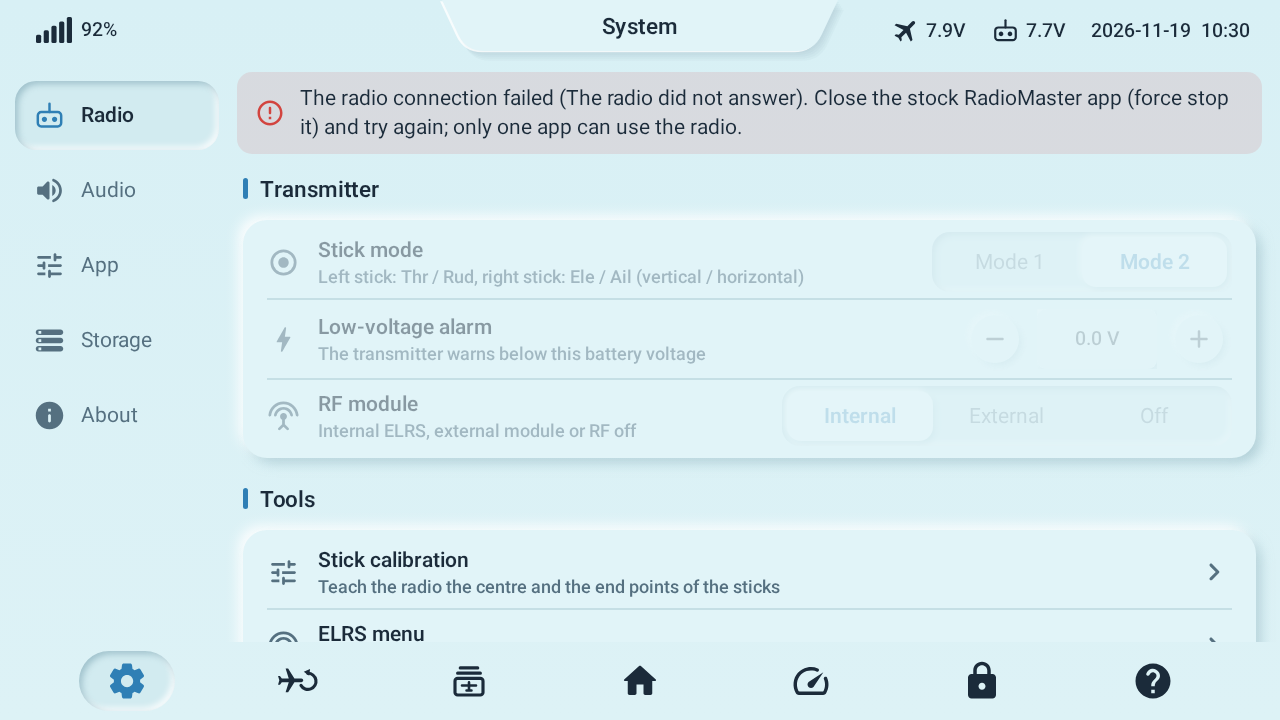 92%
System
7.9V
7.7V
2026-11-19 10:30
Radio
Audio
App
Storage
About
The radio connection failed (The radio did not answer). Close the stock RadioMaster app (force stop
it) and try again; only one app can use the radio.
Transmitter
Stick mode
Left stick: Thr / Rud, right stick: Ele / Ail (vertical / horizontal)
Mode 1
Mode 2
Low-voltage alarm
The transmitter warns below this battery voltage
0.0 V
RF module
Internal ELRS, external module or RF off
Internal
External
Off
Tools
Stick calibration
Teach the radio the centre and the end points of the sticks
ELRS menu